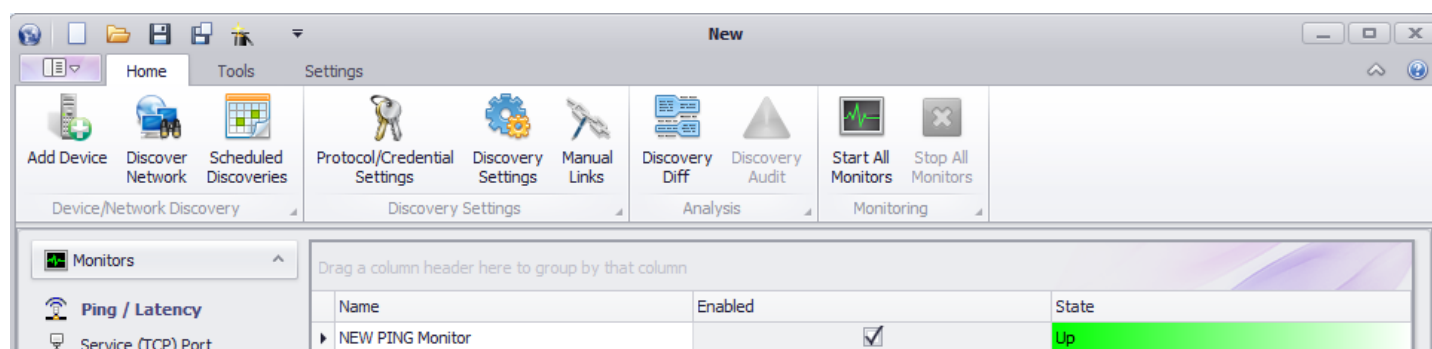 New
Home Tools Settings
Add Device Discover Network Scheduled Discoveries Protocol/Credential Settings Discovery Settings Manual Links Discovery Diff Discovery Audit Start All Monitors Stop All Monitors
Device/Network Discovery Discovery Settings Analysis Monitoring
Monitors
Drag a column header here to group by that column
Name Enabled State
Ping / Latency
NEW PING Monitor Up
Service (TCP) Port